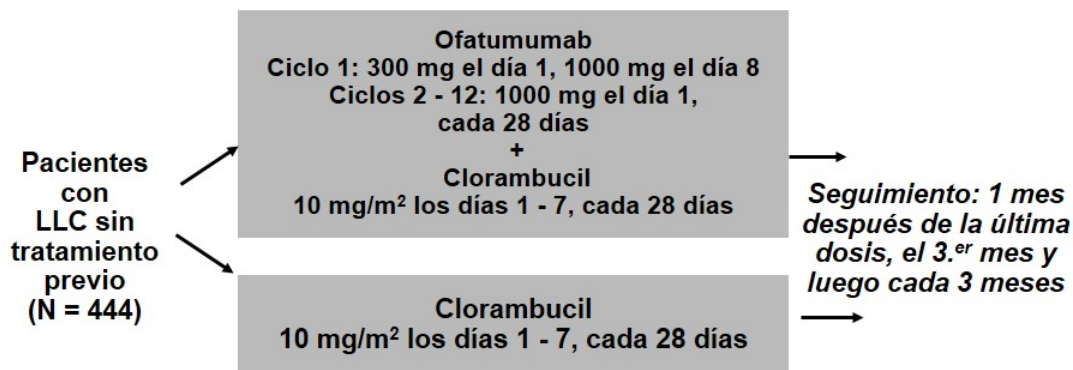 Pacientes
con
LLC sin
tratamiento
previo
(N = 444)
Ofatumumab
Ciclo 1: 300 mg el día 1, 1000 mg el día 8
Ciclos 2 - 12: 1000 mg el día 1,
cada 28 días
+
Clorambucil
10 mg/m² los días 1 - 7, cada 28 días
Clorambucil
10 mg/m² los días 1 - 7, cada 28 días
Seguimiento: 1 mes
después de la última
dosis, el 3.ᵉʳ mes y
luego cada 3 meses